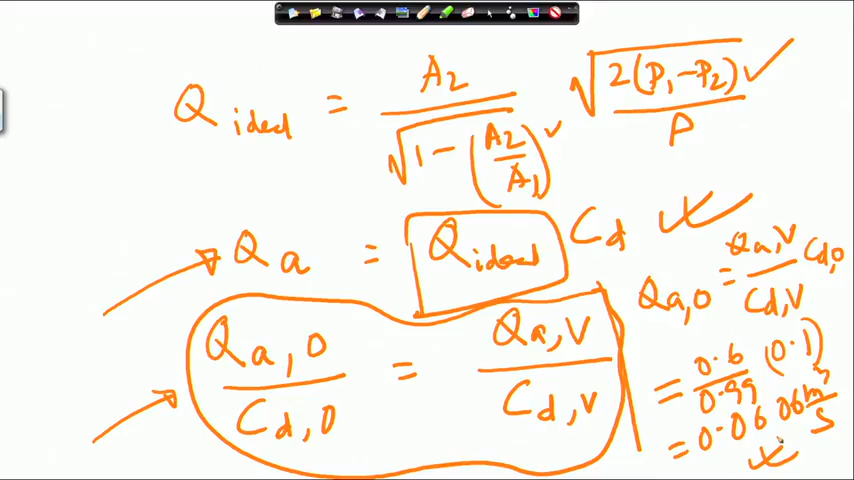 Q ideal = A2 / √(1 - (A2/A1)^2) √(2(P1-P2)/ρ)
Qa = Qideal Cd
Qa,0 / Cd,0 = Qa,V / Cd,V
Qa,0 = Qa,V / Cd,V Cd,0
= 0.6/0.99 (0.1)
= 0.0606 m³/s